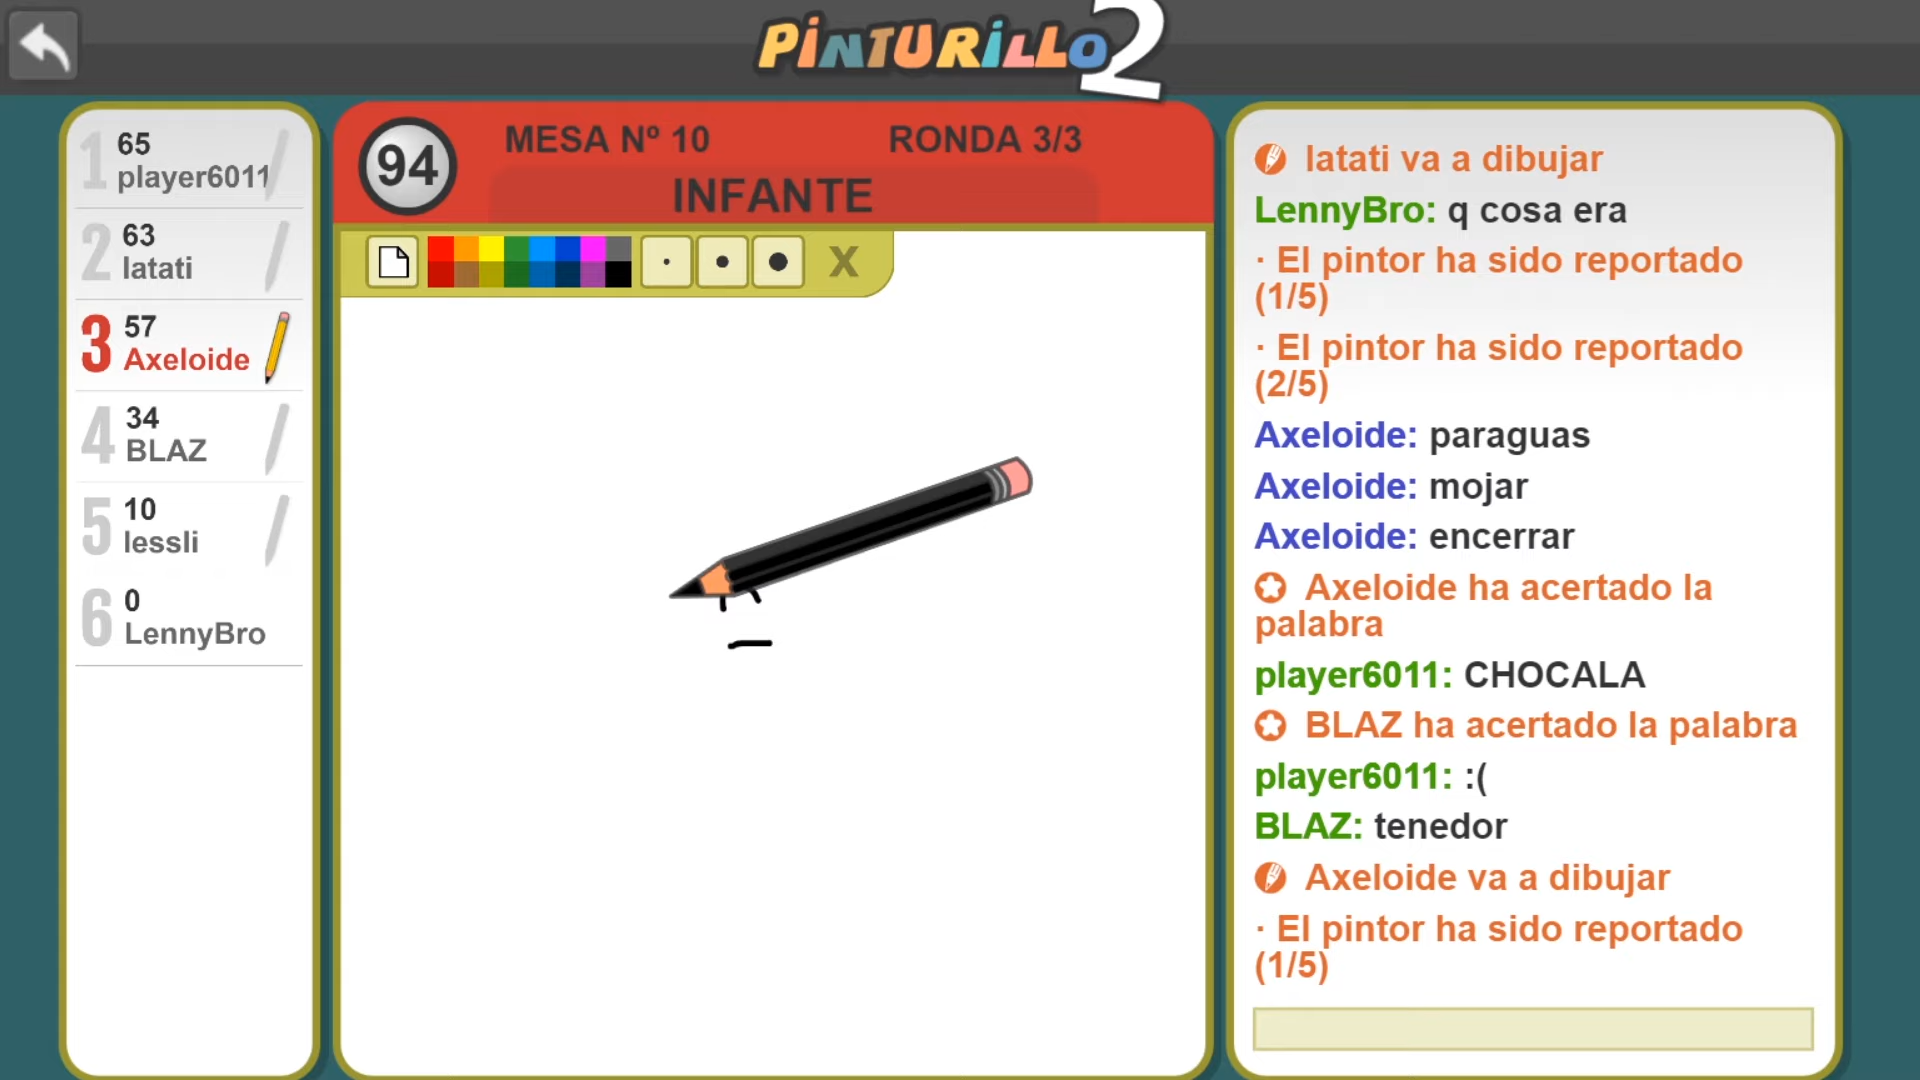 PINTURILLO 2
1 65
player6011
2 63
latati
3 57
Axeloide
4 34
BLAZ
5 10
lessli
6 0
LennyBro
94
MESA Nº 10
RONDA 3/3
INFANTE
X
latati va a dibujar
LennyBro: q cosa era
· El pintor ha sido reportado
(1/5)
· El pintor ha sido reportado
(2/5)
Axeloide: paraguas
Axeloide: mojar
Axeloide: encerrar
Axeloide ha acertado la
palabra
player6011: CHOCALA
BLAZ ha acertado la palabra
player6011: :(
BLAZ: tenedor
Axeloide va a dibujar
· El pintor ha sido reportado
(1/5)